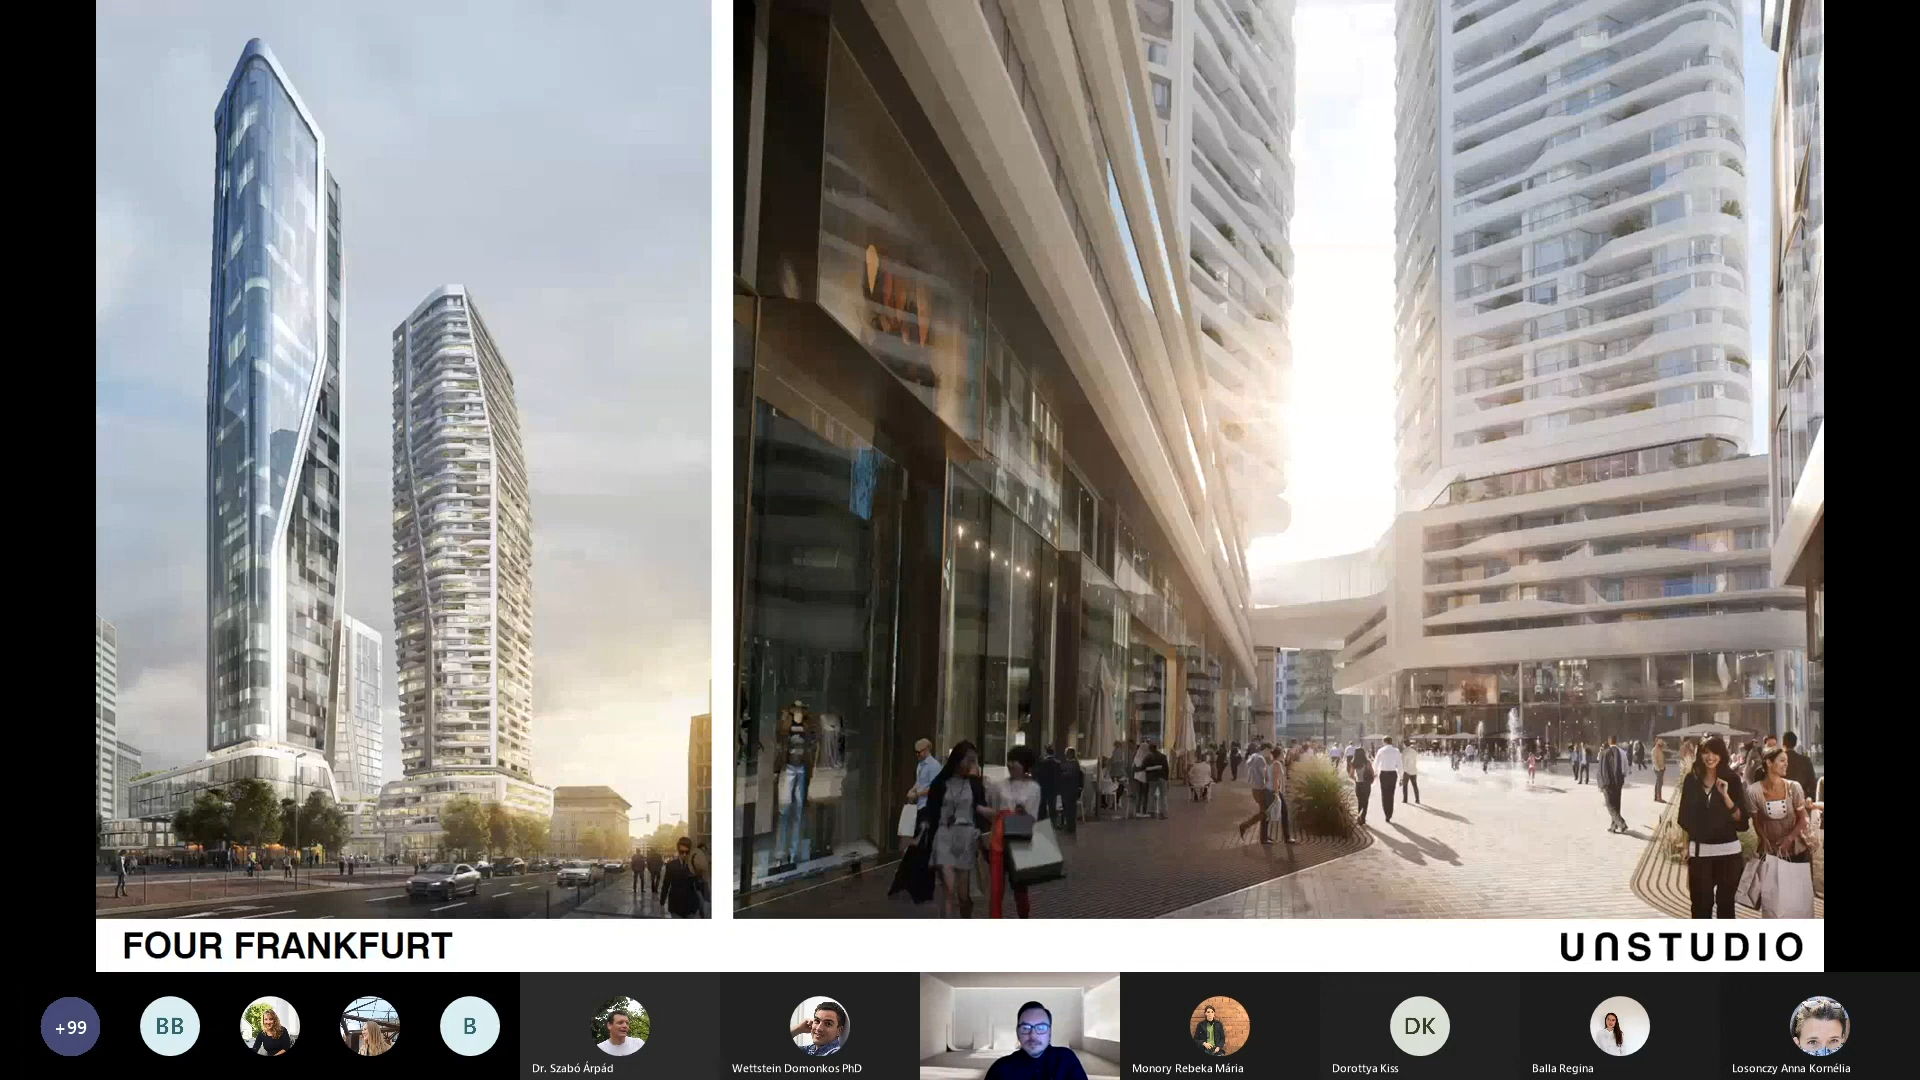 FOUR FRANKFURT
UNSTUDIO
+99
BB
B
Dr. Szabó Árpád
Wettstein Domonkos PhD
Monory Rebeka Mária
DK
Dorottya Kiss
Balla Regina
Losonczy Anna Kornélia